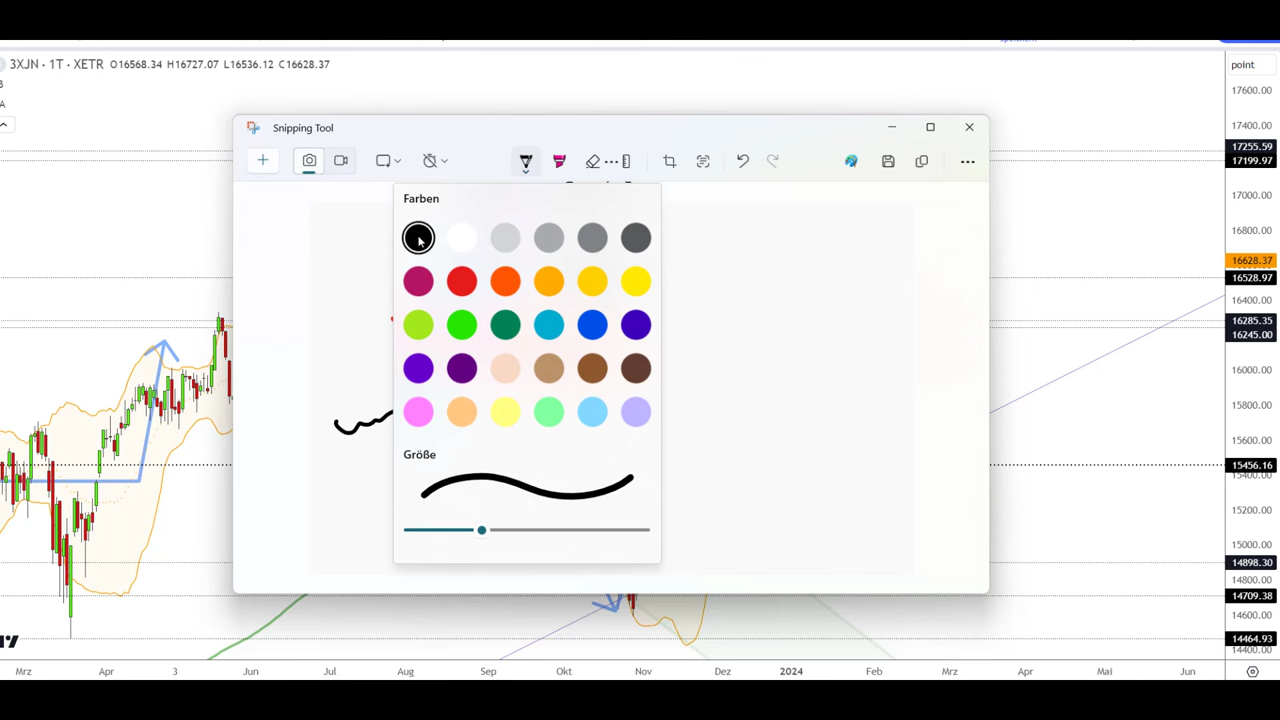 3XJN · 1T · XETR O16568.34 H16727.07 L16536.12 C16628.37
point
B
A
17600.00
17400.00
17255.59
17199.97
17000.00
16800.00
16628.37
16528.97
16400.00
16285.35
16245.00
16000.00
15800.00
15600.00
15456.16
15200.00
15000.00
14898.30
14800.00
14709.38
14600.00
14464.93
14400.00
Snipping Tool
Farben
Größe
Mrz Apr 3 Jun Jul Aug Sep Okt Nov Dez 2024 Feb Mrz Apr Mai Jun